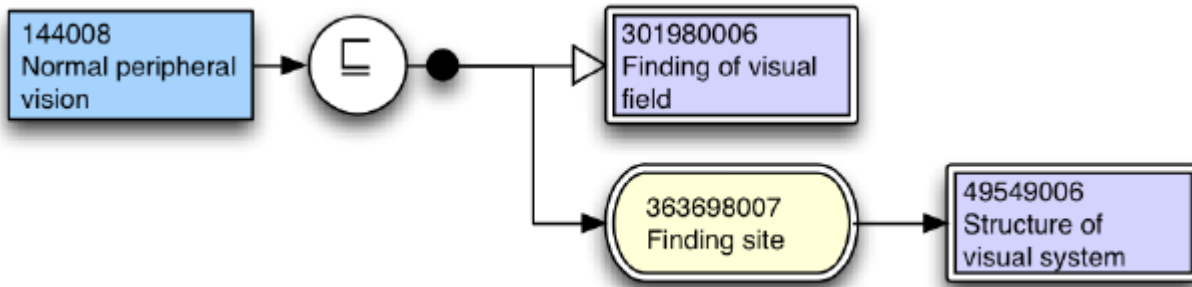 144008
Normal peripheral
vision
⊑
301980006
Finding of visual
field
363698007
Finding site
49549006
Structure of
visual system